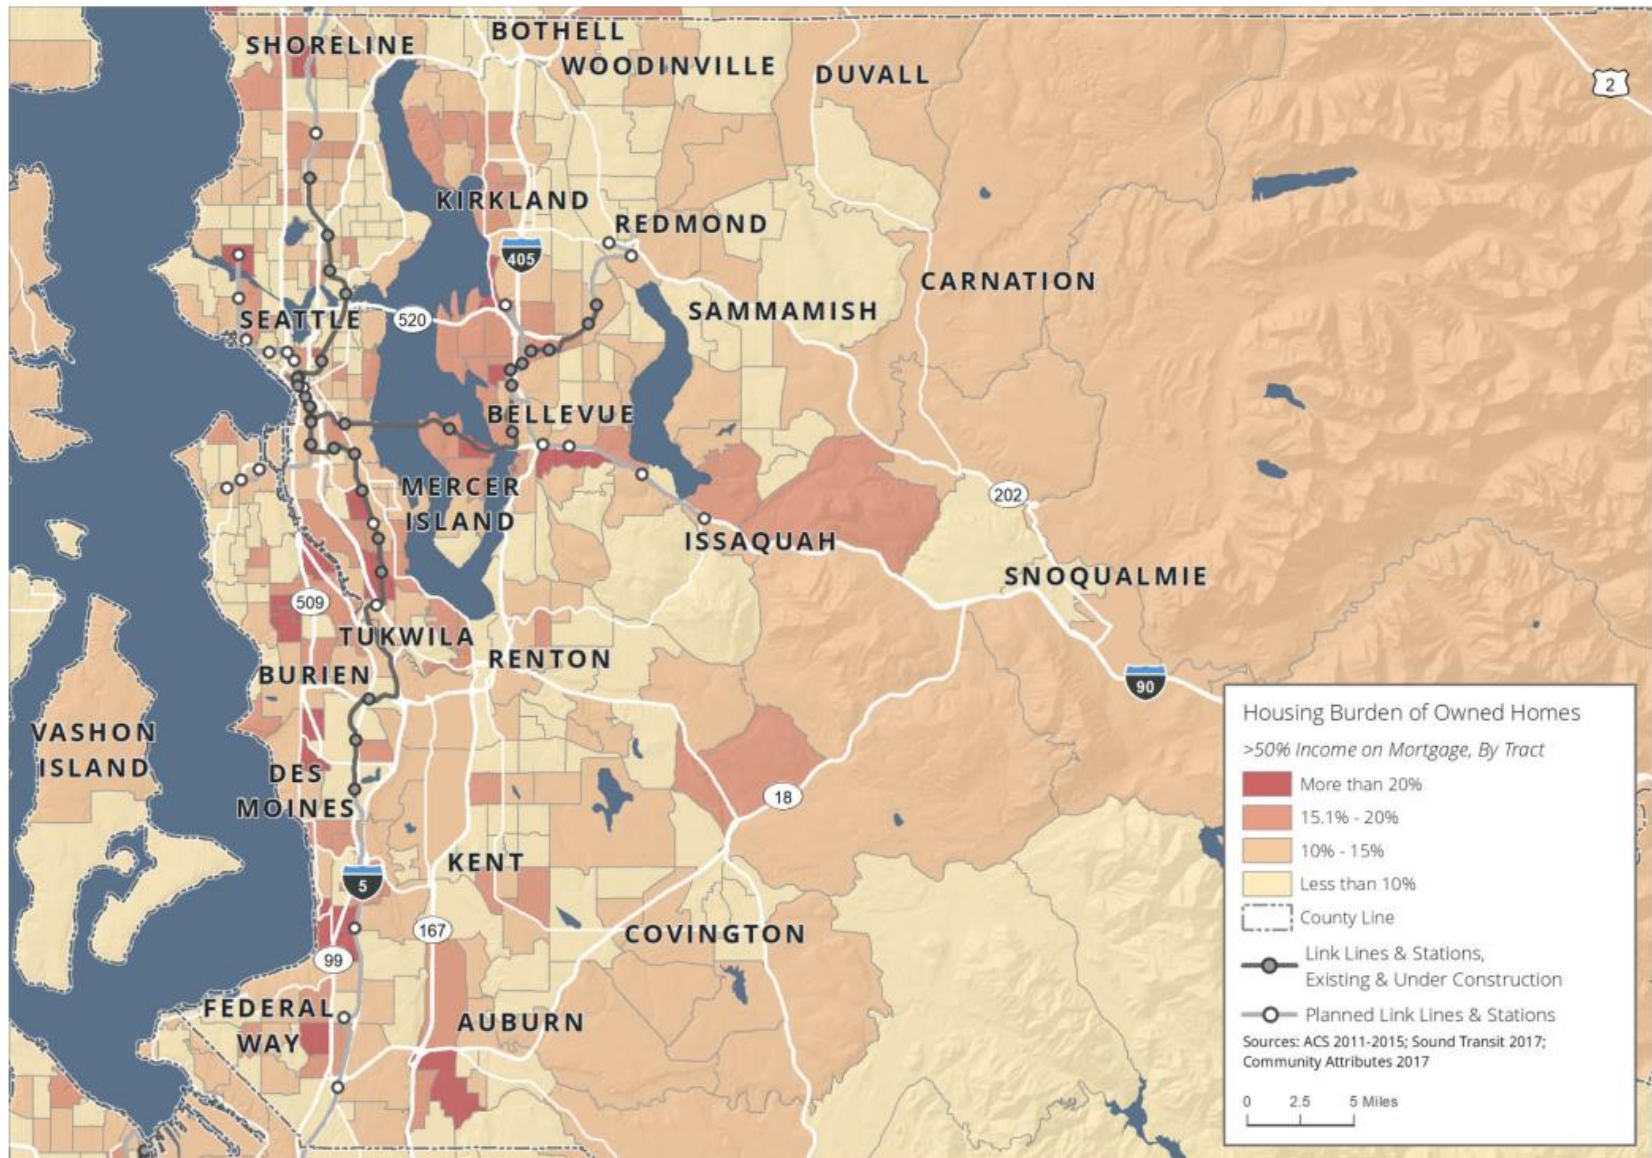 SHORELINE
BOTHELL
WOODINVILLE
DUVALL
2
KIRKLAND
REDMOND
405
CARNATION
SAMMAMISH
SEATTLE
520
BELLEVUE
MERCER
ISLAND
202
ISSAQUAH
SNOQUALMIE
509
TUKWILA
RENTON
BURIEN
90
VASHON
ISLAND
DES
MOINES
18
KENT
5
167
COVINGTON
99
FEDERAL
WAY
AUBURN
Housing Burden of Owned Homes
>50% Income on Mortgage, By Tract
More than 20%
15.1% - 20%
10% - 15%
Less than 10%
County Line
Link Lines & Stations,
Existing & Under Construction
Planned Link Lines & Stations
Sources: ACS 2011-2015; Sound Transit 2017;
Community Attributes 2017
0 2.5 5 Miles